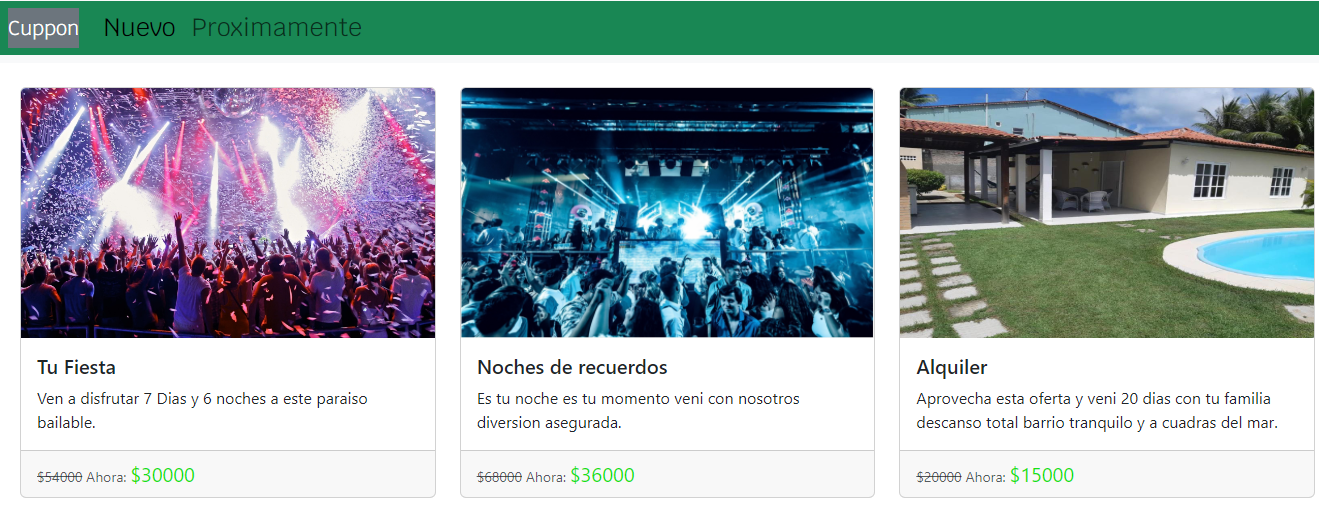 Cuppon Nuevo Proximamente
Tu Fiesta
Ven a disfrutar 7 Dias y 6 noches a este paraiso
bailable.
$54000 Ahora: $30000
Noches de recuerdos
Es tu noche es tu momento veni con nosotros
diversion asegurada.
$68000 Ahora: $36000
Alquiler
Aprovecha esta oferta y veni 20 dias con tu familia
descanso total barrio tranquilo y a cuadras del mar.
$20000 Ahora: $15000